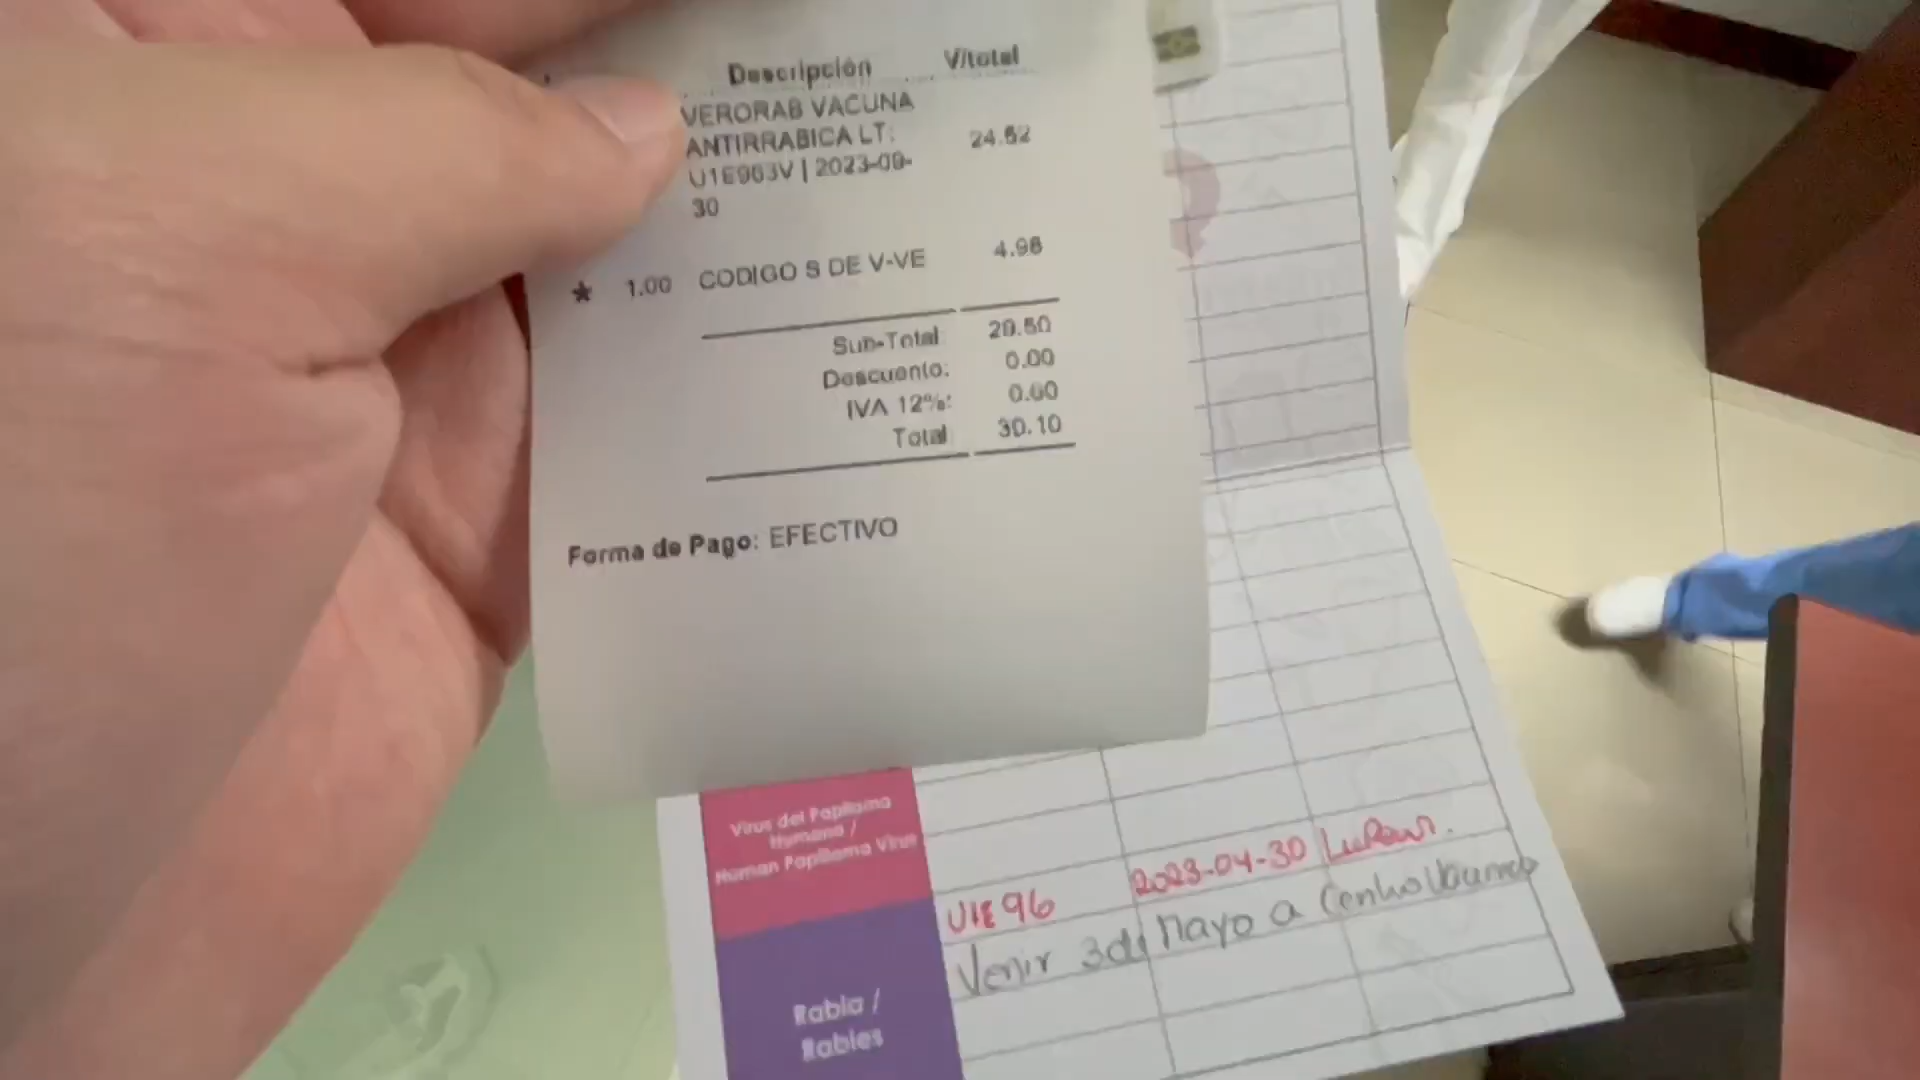 Descripción V/total
VERORAB VACUNA
ANTIRRABICA LT: 24.52
U1E963V | 2023-09-
30
★ 1.00 CODIGO S DE V-VE 4.98
Sub-Total 29.50
Descuento: 0.00
IVA 12%: 0.60
Total 30.10
Forma de Pago: EFECTIVO
Virus del Papiloma
Humano /
Human Papilloma Virus
U1E96 2023-04-30
Venir 3 de Mayo a
Rabia /
Rabies